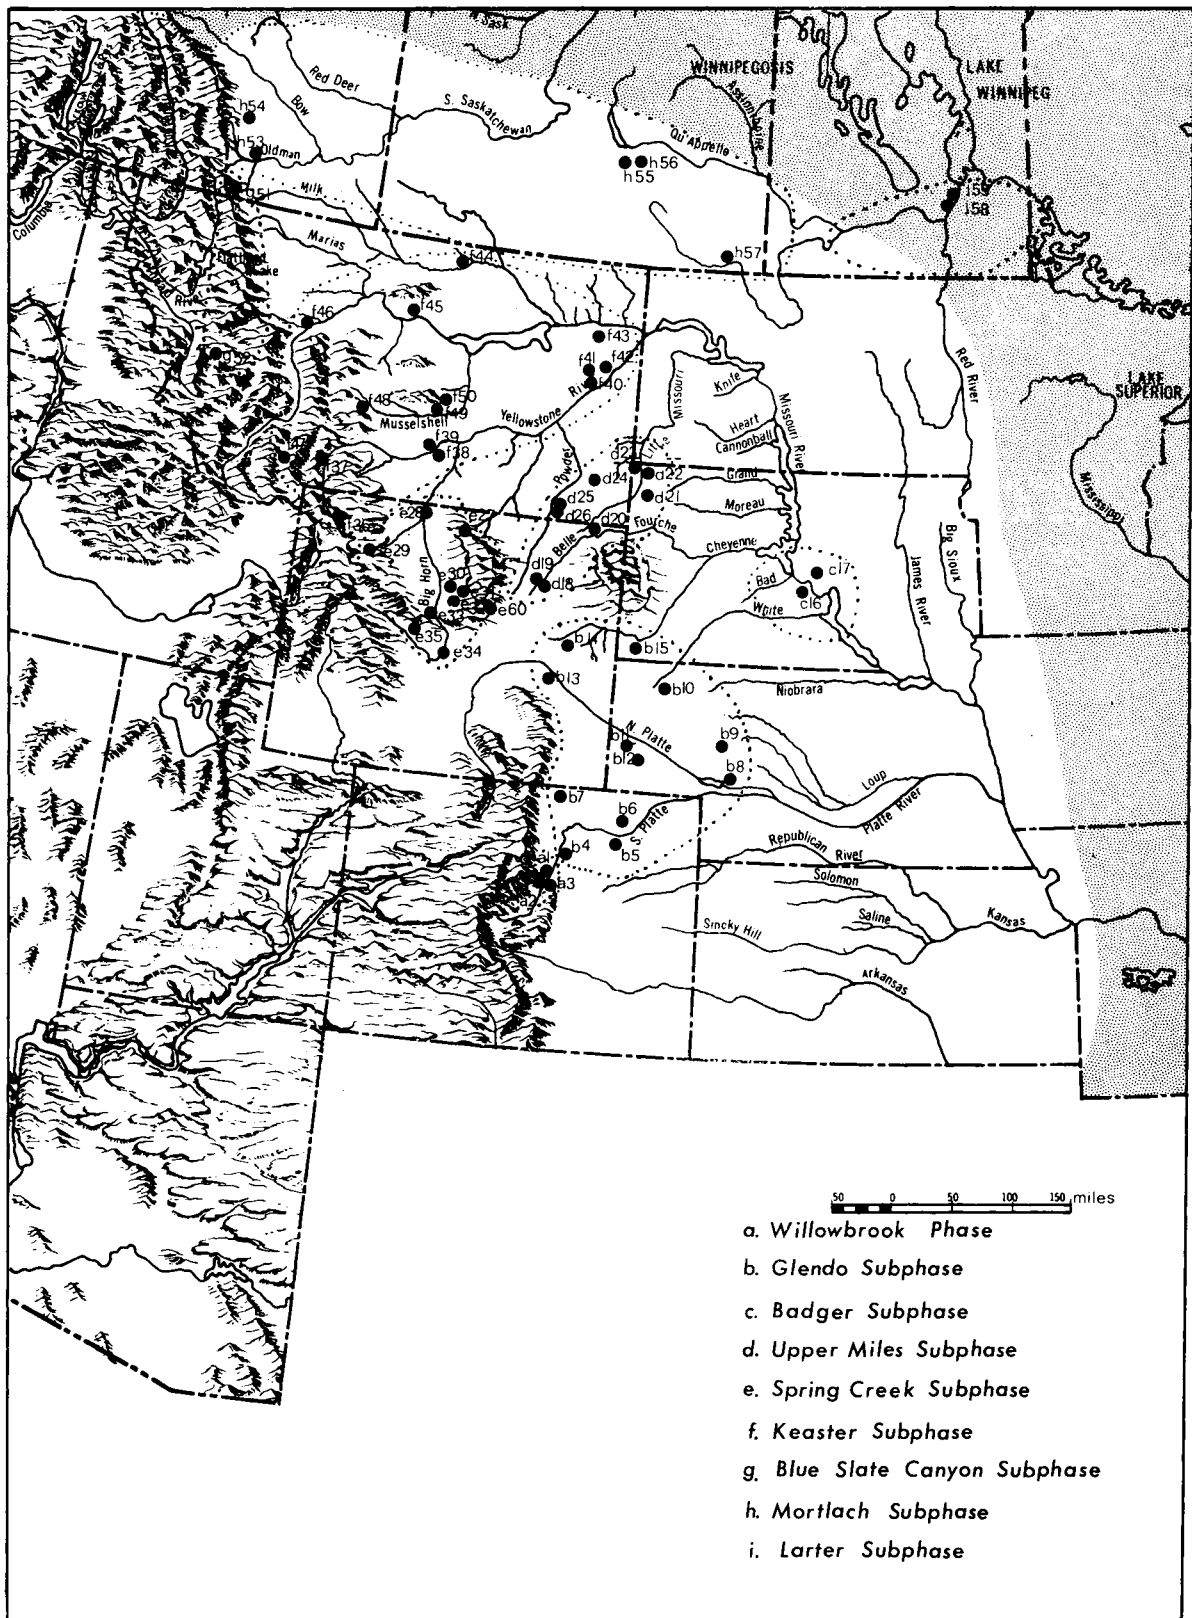 N Sask
WINNIPEGOSIS
LAKE
WINNIPEG
Red Deer
Bow
S. Saskatchewan
Assiniboine
Qu'Appelle
h54
h53
Oldman
h56
h55
Milk
g51
i59
i58
Columbia
Marias
Flathead
Lake
f44
h57
f46
f45
f43
g52
f41
f42
f40
River
Red River
LAKE
SUPERIOR
Missouri
Knife
f50
f48
f49
Musselshell
Yellowstone
Heart
Missouri River
Little
Cannonball
f39
f38
Powder
d23
d22
Grand
f37
d24
Mississippi
d25
d21
Moreau
e28
d26
d20
Fourche
f36
Belle
Cheyenne
e29
Big Horn
Big Sioux
d19
d18
Bad
c17
e30
c16
James River
White
e33
e60
e35
b14
b15
e34
b13
b10
Niobrara
N. Platte
b11
b9
b12
b8
Loup
b7
Platte River
b6
S. Platte
Republican
River
b4
b5
a1
Solomon
a3
Saline
Kansas
Smoky Hill
Arkansas
50 0 50 100 150 miles
a. Willowbrook Phase
b. Glendo Subphase
c. Badger Subphase
d. Upper Miles Subphase
e. Spring Creek Subphase
f. Keaster Subphase
g. Blue Slate Canyon Subphase
h. Mortlach Subphase
i. Larter Subphase